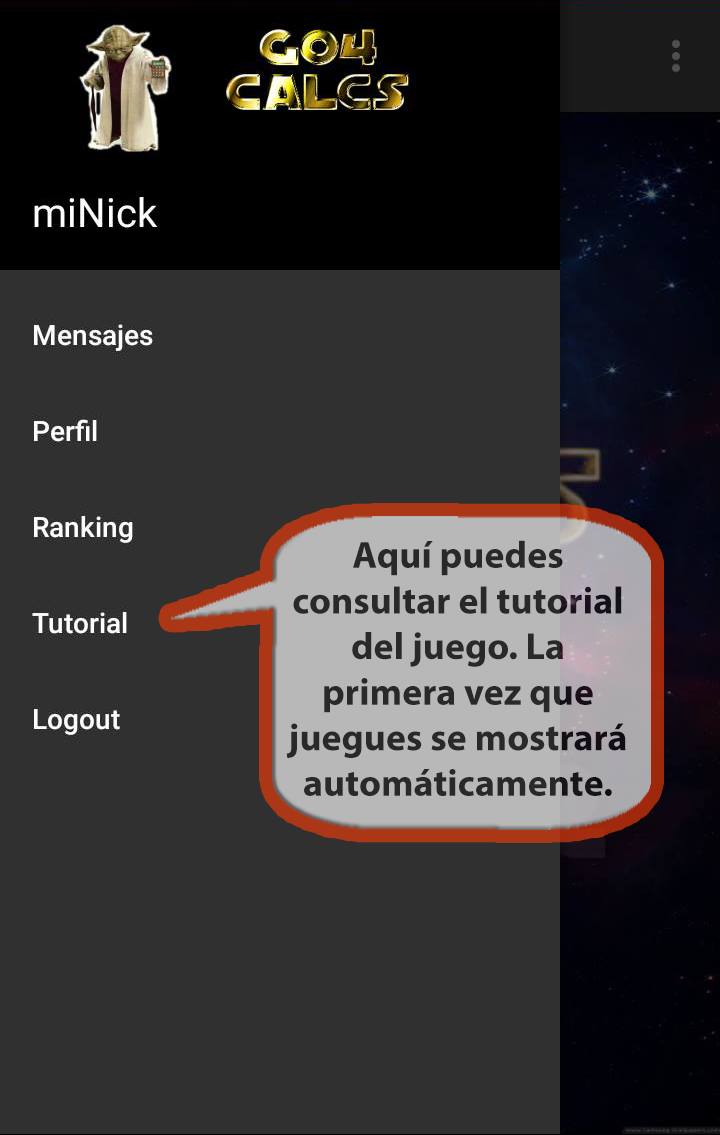 GO4
CALCS
miNick
Mensajes
Perfil
Ranking
Tutorial
Logout
Aquí puedes
consultar el tutorial
del juego. La
primera vez que
juegues se mostrará
automáticamente.